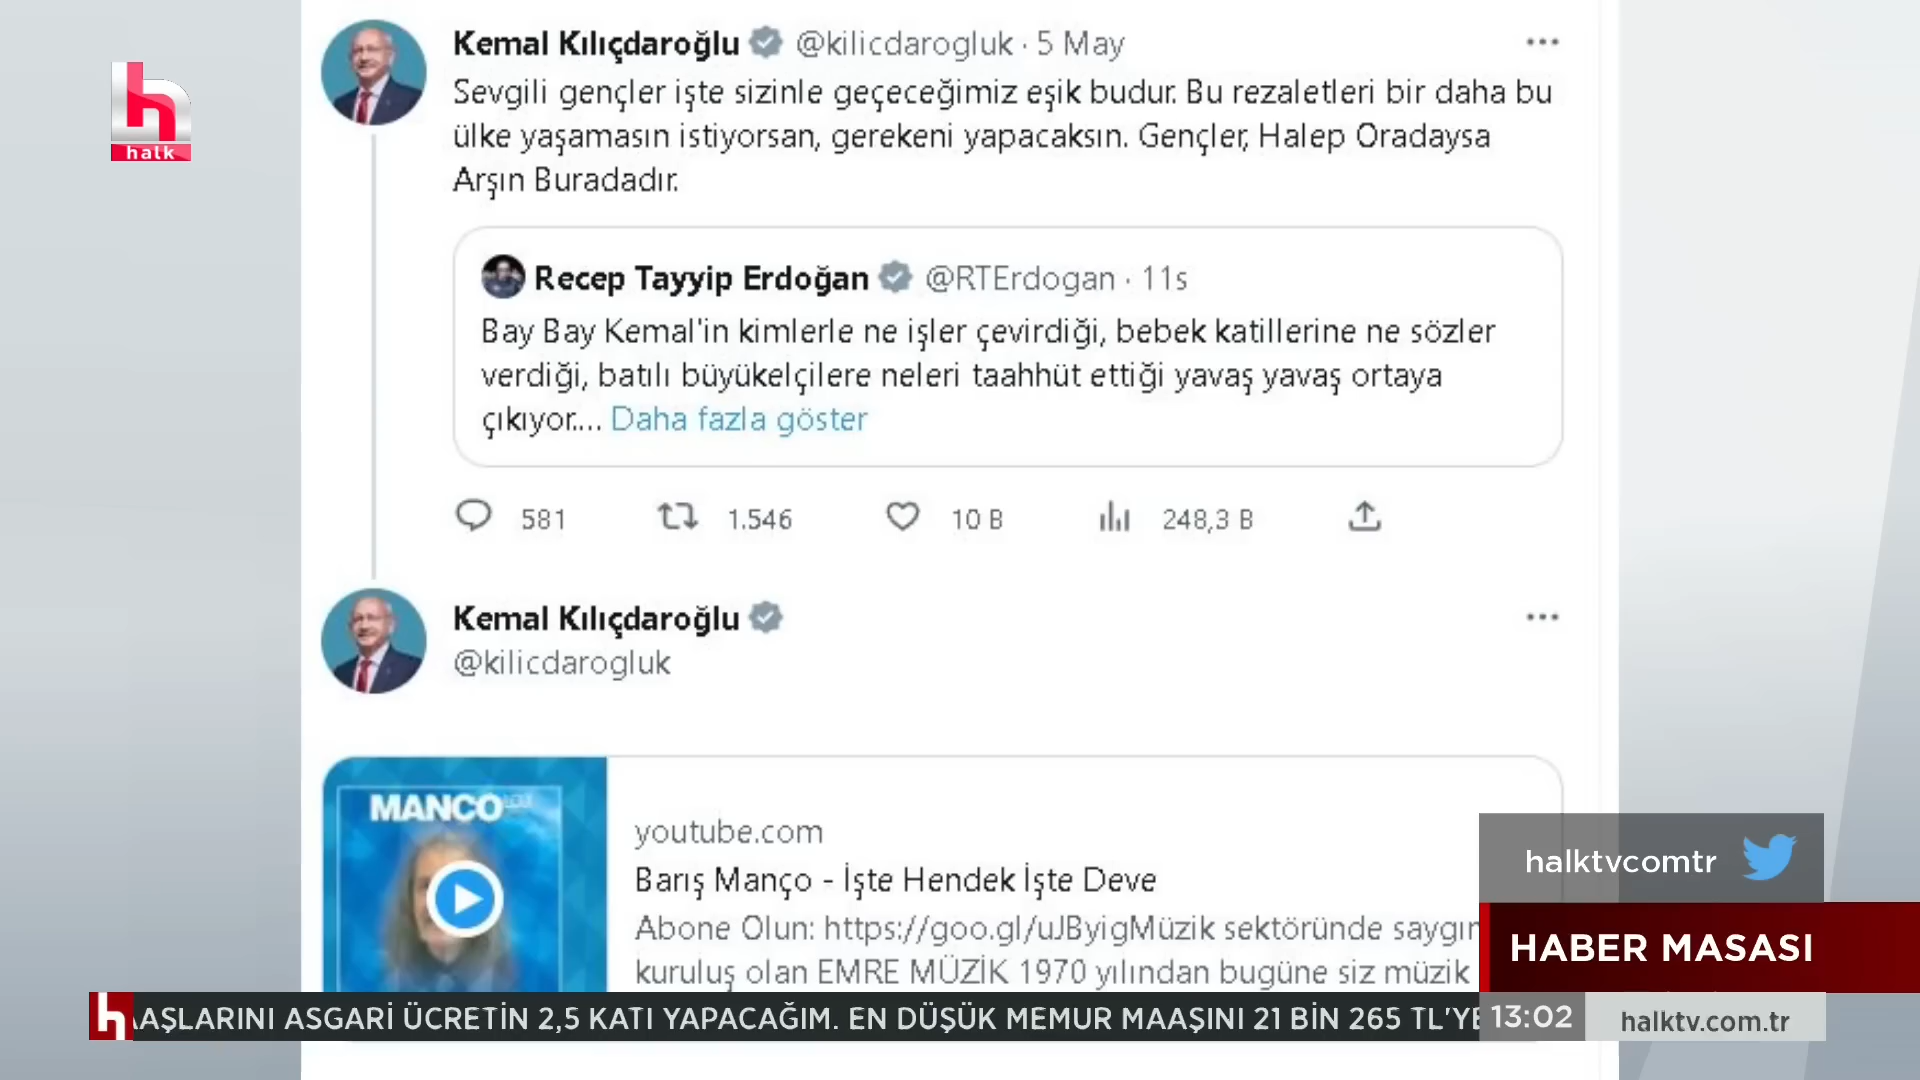 Kemal Kılıçdaroğlu @kilicdarogluk · 5 May
Sevgili gençler işte sizinle geçeceğimiz eşik budur. Bu rezaletleri bir daha bu
ülke yaşamasın istiyorsan, gerekeni yapacaksın. Gençler, Halep Oradaysa
Arşın Buradadır.
Recep Tayyip Erdoğan @RTErdogan · 11s
Bay Bay Kemal'in kimlerle ne işler çevirdiği, bebek katillerine ne sözler
verdiği, batılı büyükelçilere neleri taahhüt ettiği yavaş yavaş ortaya
çıkıyor.... Daha fazla göster
581 1.546 10 B 248,3 B
Kemal Kılıçdaroğlu
@kilicdarogluk
MANÇO
youtube.com
Barış Manço - İşte Hendek İşte Deve
Abone Olun: https://goo.gl/uJByigMüzik sektöründe saygın
kuruluş olan EMRE MÜZİK 1970 yılından bugüne siz müzik
h
halk
halktvcomtr
HABER MASASI
h AAŞLARINI ASGARİ ÜCRETİN 2,5 KATI YAPACAĞIM. EN DÜŞÜK MEMUR MAAŞINI 21 BİN 265 TL'YE
13:02
halktv.com.tr